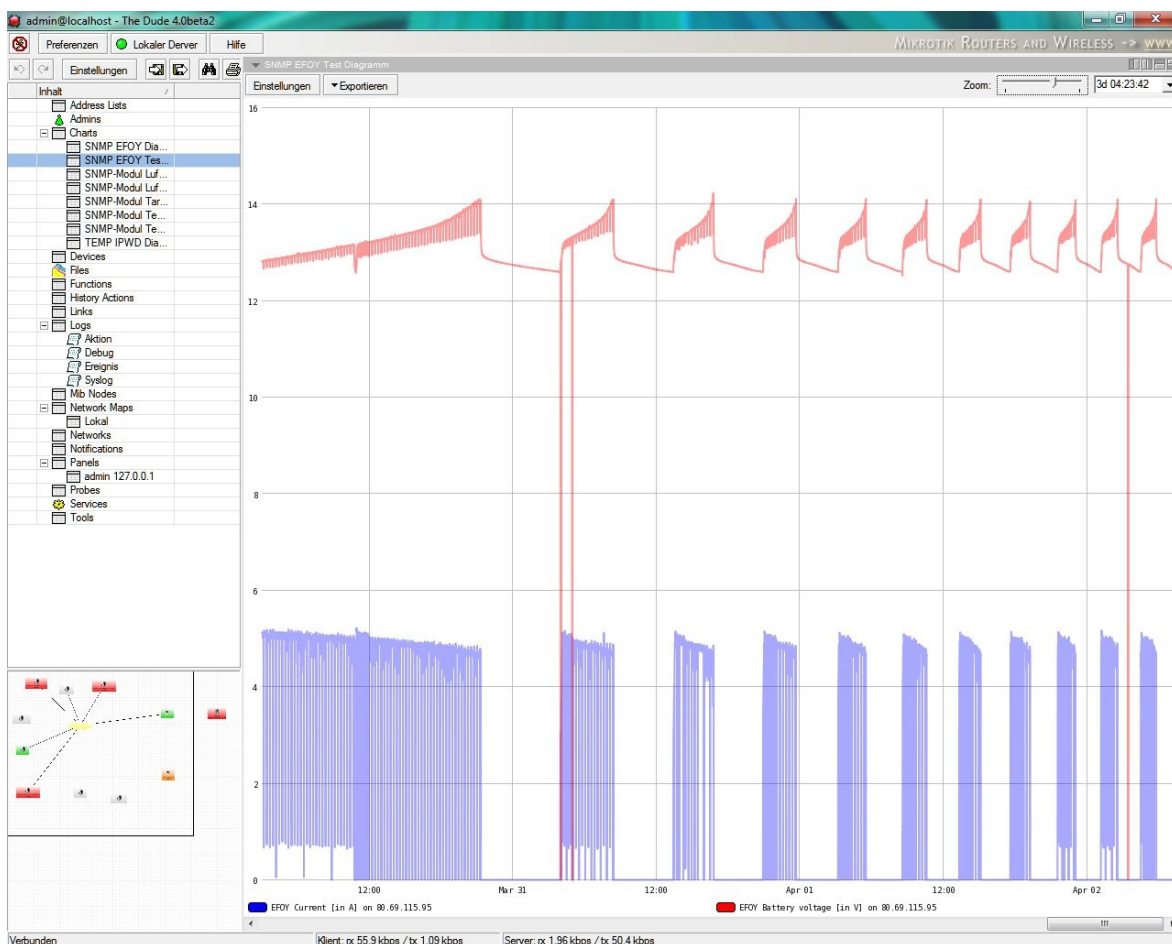 admin@localhost - The Dude 4.0beta2
Preferenzen
Lokaler Derver
Hilfe
MIKROTIK ROUTERS AND WIRELESS -> www
Einstellungen
SNMP EFOY Test Diagramm
Einstellungen
Exportieren
Zoom:
3d 04:23:42
Inhalt
Address Lists
Admins
Charts
SNMP EFOY Dia...
SNMP EFOY Tes...
SNMP-Modul Luf...
SNMP-Modul Luf...
SNMP-Modul Tar...
SNMP-Modul Te...
SNMP-Modul Te...
TEMP IPWD Dia...
Devices
Files
Functions
History Actions
Links
Logs
Aktion
Debug
Ereignis
Syslog
Mib Nodes
Network Maps
Lokal
Networks
Notifications
Panels
admin 127.0.0.1
Probes
Services
Tools
16
14
12
10
8
6
4
2
0
12:00
Mar 31
12:00
Apr 01
12:00
Apr 02
EFOY Current [in A] on 80.69.115.95
EFOY Battery voltage [in V] on 80.69.115.95
Verbunden
Klient: rx 55.9 kbps / tx 1.09 kbps
Server: rx 1.96 kbps / tx 50.4 kbps